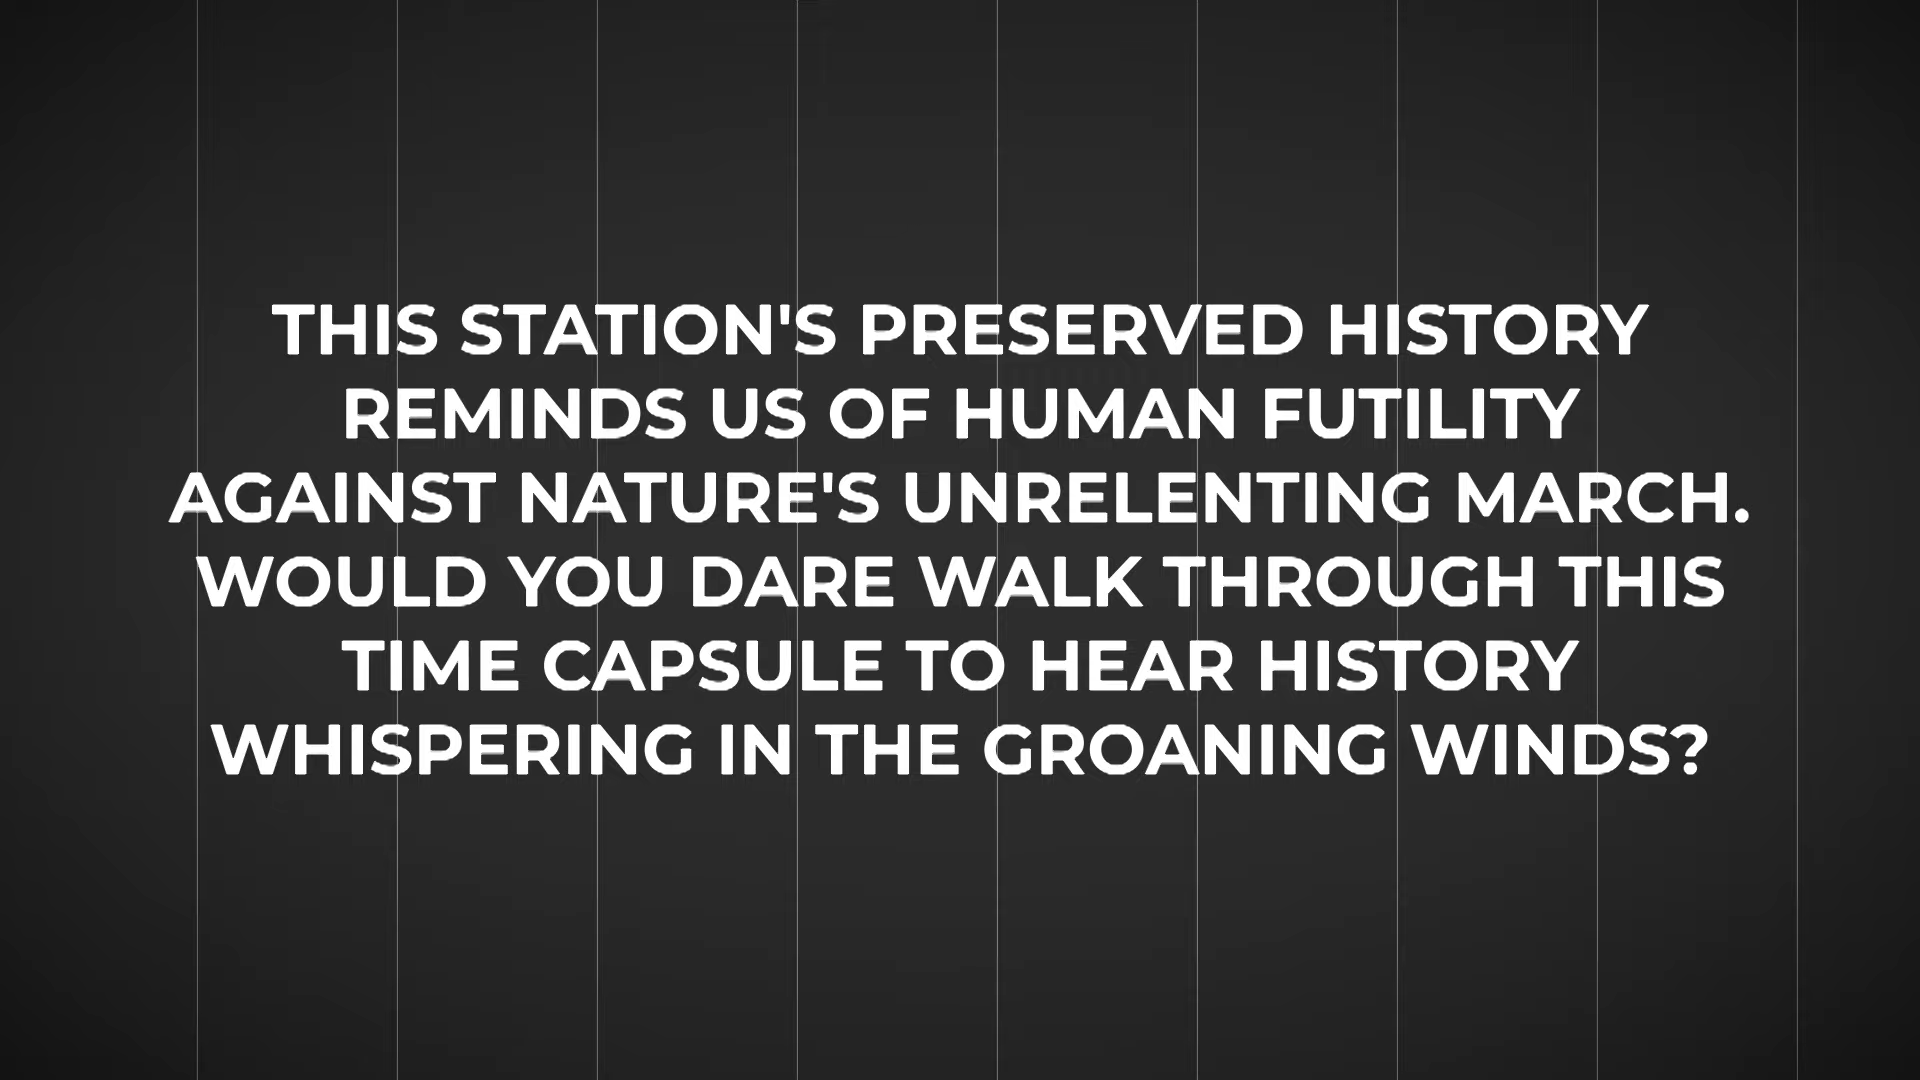 THIS STATION'S PRESERVED HISTORY
REMINDS US OF HUMAN FUTILITY
AGAINST NATURE'S UNRELENTING MARCH.
WOULD YOU DARE WALK THROUGH THIS
TIME CAPSULE TO HEAR HISTORY
WHISPERING IN THE GROANING WINDS?